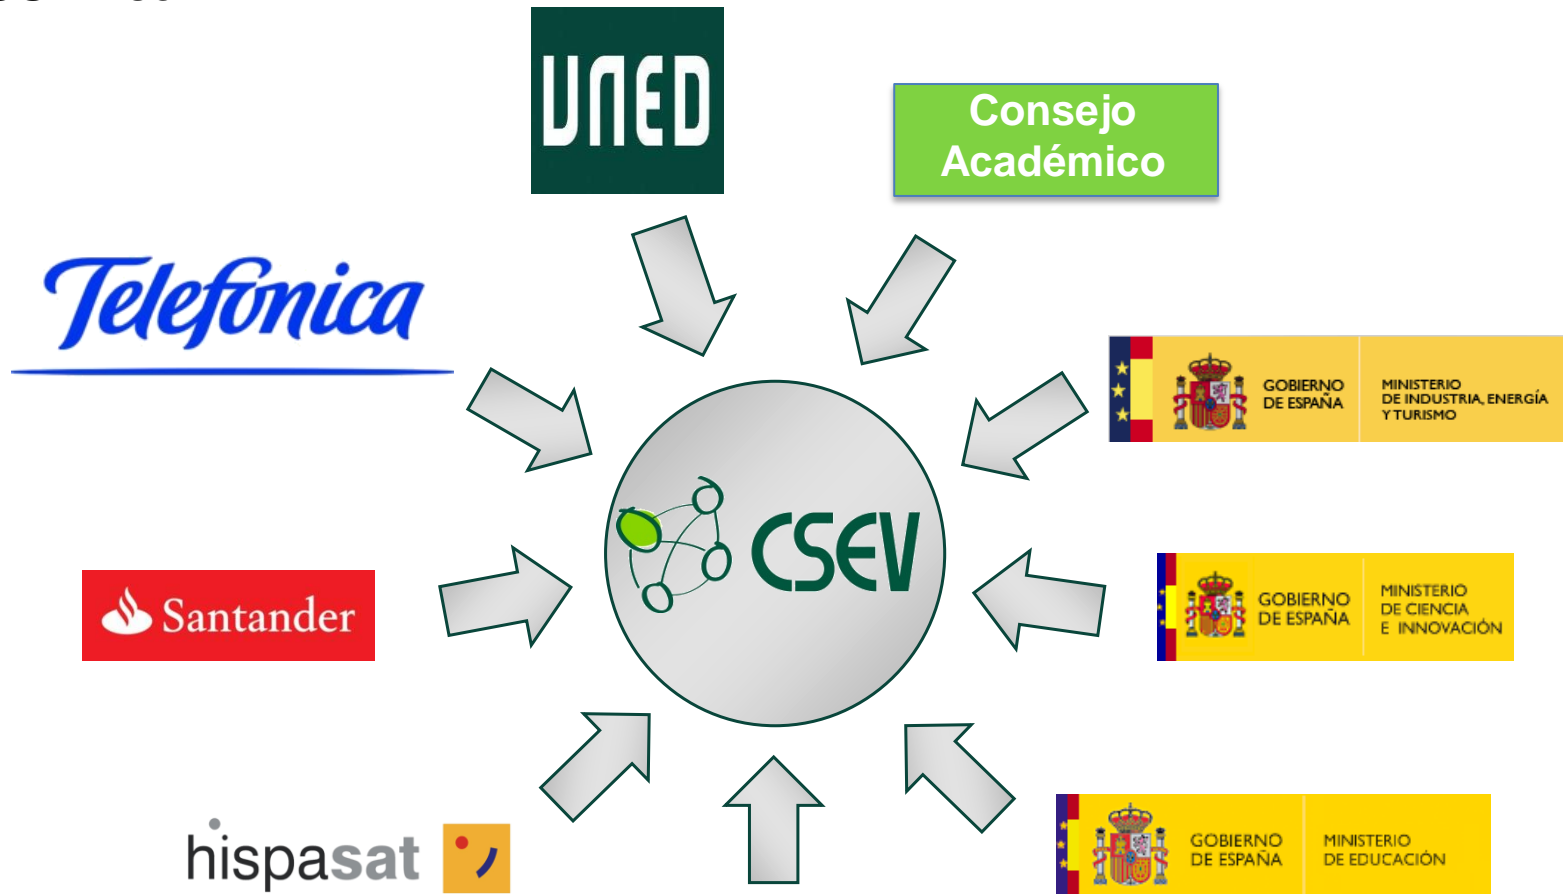 UNED
Consejo
Académico
Telefónica
GOBIERNO
DE ESPAÑA
MINISTERIO
DE INDUSTRIA, ENERGÍA
Y TURISMO
CSEV
Santander
GOBIERNO
DE ESPAÑA
MINISTERIO
DE CIENCIA
E INNOVACIÓN
hispasat
GOBIERNO
DE ESPAÑA
MINISTERIO
DE EDUCACIÓN